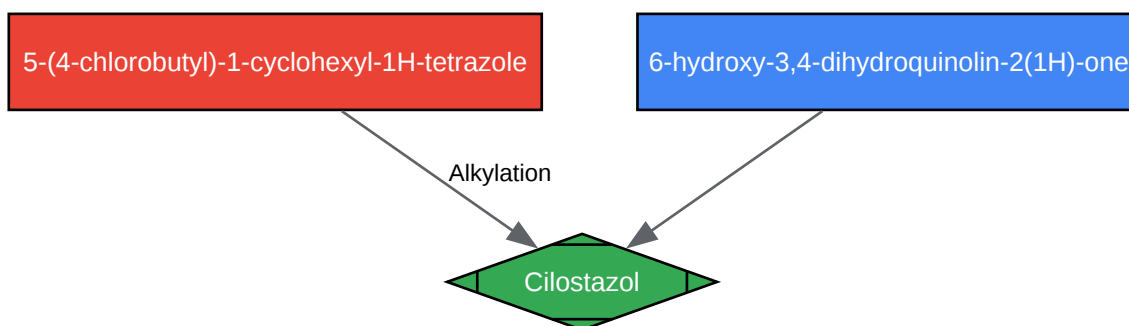 5-(4-chlorobutyl)-1-cyclohexyl-1H-tetrazole
6-hydroxy-3,4-dihydroquinolin-2(1H)-one
Alkylation
Cilostazol